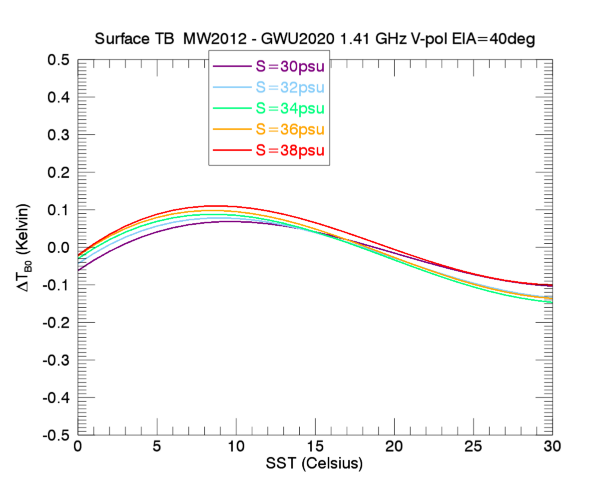 Surface TB  MW2012 - GWU2020 1.41 GHz V-pol EIA=40deg
S=30psu
S=32psu
S=34psu
S=36psu
S=38psu
ΔT_B0 (Kelvin)
0.5
0.4
0.3
0.2
0.1
0.0
-0.1
-0.2
-0.3
-0.4
-0.5
0 5 10 15 20 25 30
SST (Celsius)